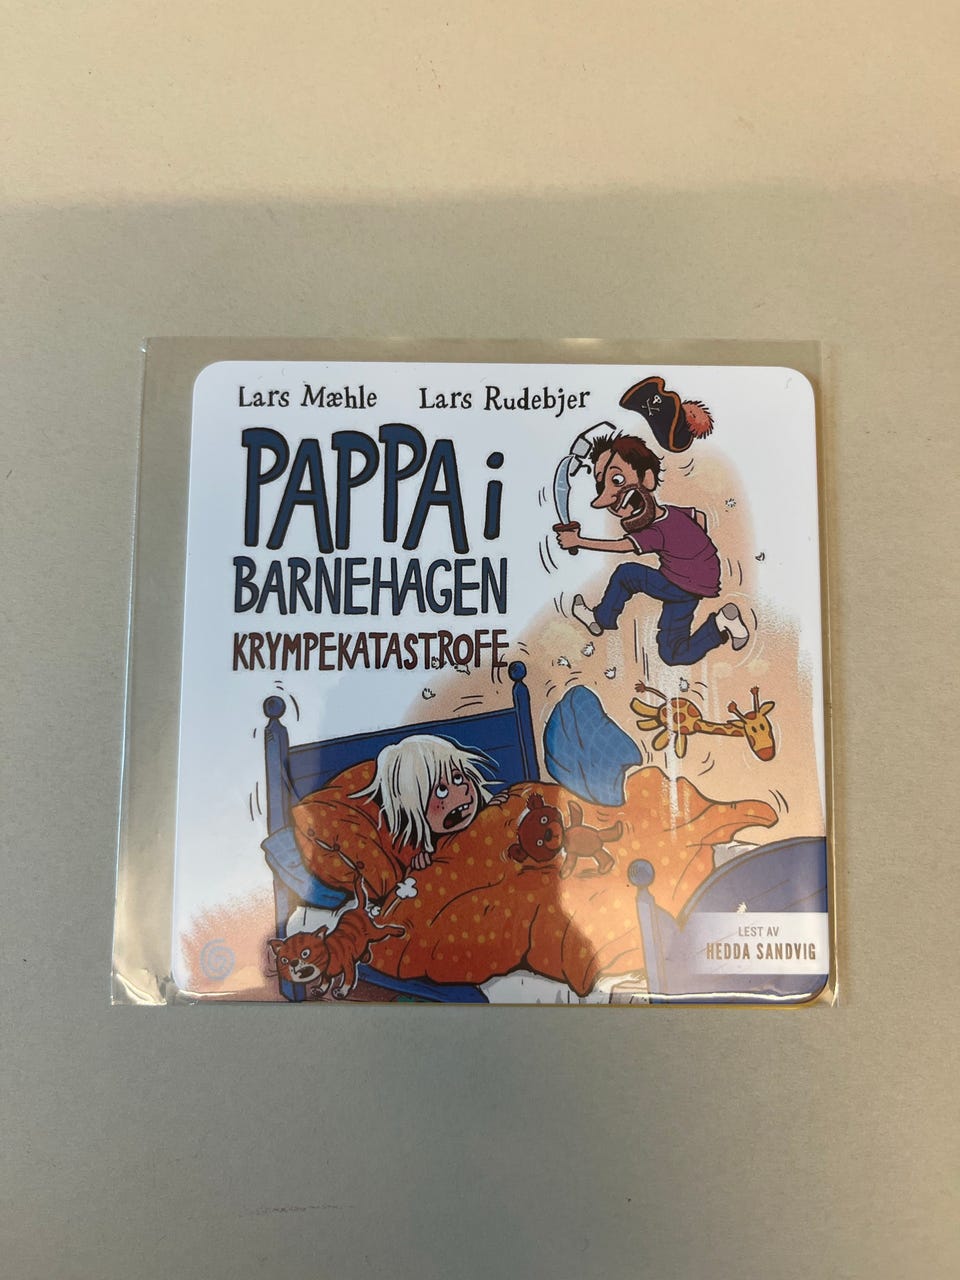 Lars Mæhle Lars Rudebjer
PAPPA i
BARNEHAGEN
KRYMPEKATASTROFE
LEST AV
HEDDA SANDVIG